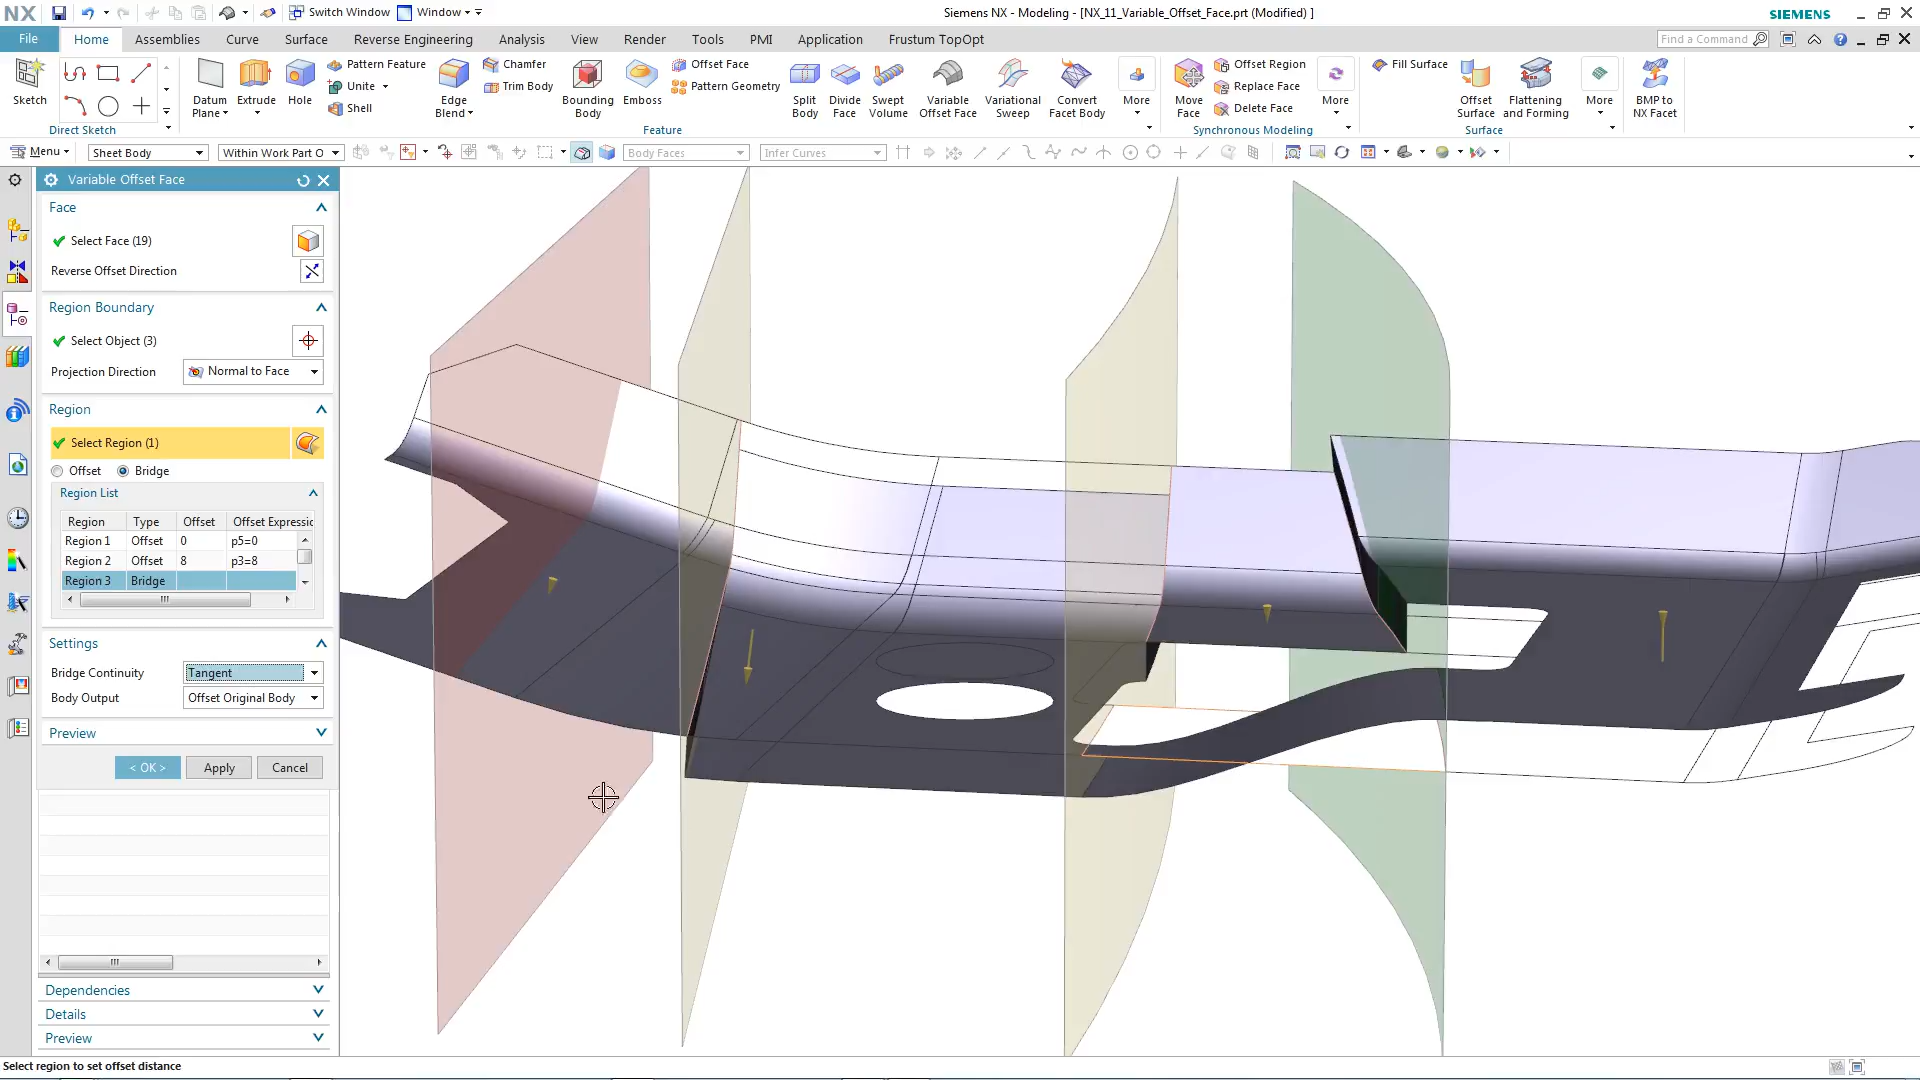 NX
Switch Window
Window
Siemens NX - Modeling - [NX_11_Variable_Offset_Face.prt (Modified) ]
SIEMENS
File
Home
Assemblies
Curve
Surface
Reverse Engineering
Analysis
View
Render
Tools
PMI
Application
Frustum TopOpt
Find a Command
Sketch
Direct Sketch
Datum Plane
Extrude
Hole
Pattern Feature
Unite
Shell
Edge Blend
Chamfer
Trim Body
Bounding Body
Emboss
Offset Face
Pattern Geometry
Split Body
Divide Face
Swept Volume
Variable Offset Face
Variational Sweep
Convert Facet Body
More
Feature
Move Face
Offset Region
Replace Face
Delete Face
More
Synchronous Modeling
Fill Surface
Offset Surface
Flattening and Forming
More
Surface
BMP to NX Facet
Menu
Sheet Body
Within Work Part O
Body Faces
Infer Curves
Variable Offset Face
Face
Select Face (19)
Reverse Offset Direction
Region Boundary
Select Object (3)
Projection Direction
Normal to Face
Region
Select Region (1)
Offset
Bridge
Region List
Region Type Offset Offset Expressic
Region 1 Offset 0 p5=0
Region 2 Offset 8 p3=8
Region 3 Bridge
Settings
Bridge Continuity
Tangent
Body Output
Offset Original Body
Preview
< OK >
Apply
Cancel
Dependencies
Details
Preview
Select region to set offset distance